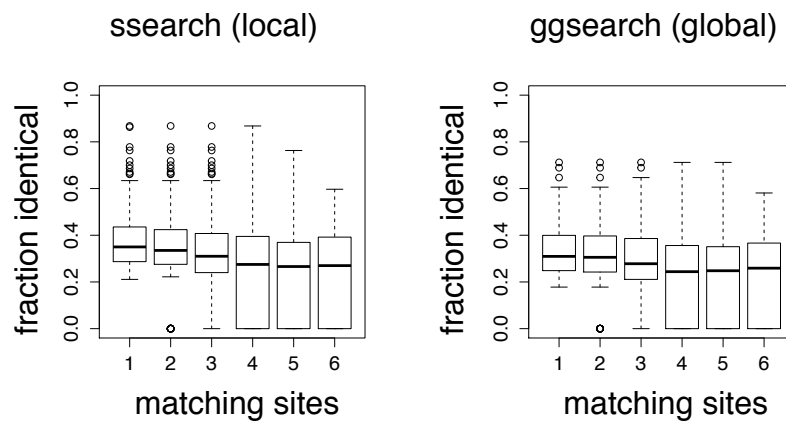 ssearch (local)
ggsearch (global)
fraction identical
1.0
0.8
0.6
0.4
0.2
0.0
1 2 3 4 5 6
matching sites
fraction identical
1.0
0.8
0.6
0.4
0.2
0.0
1 2 3 4 5 6
matching sites